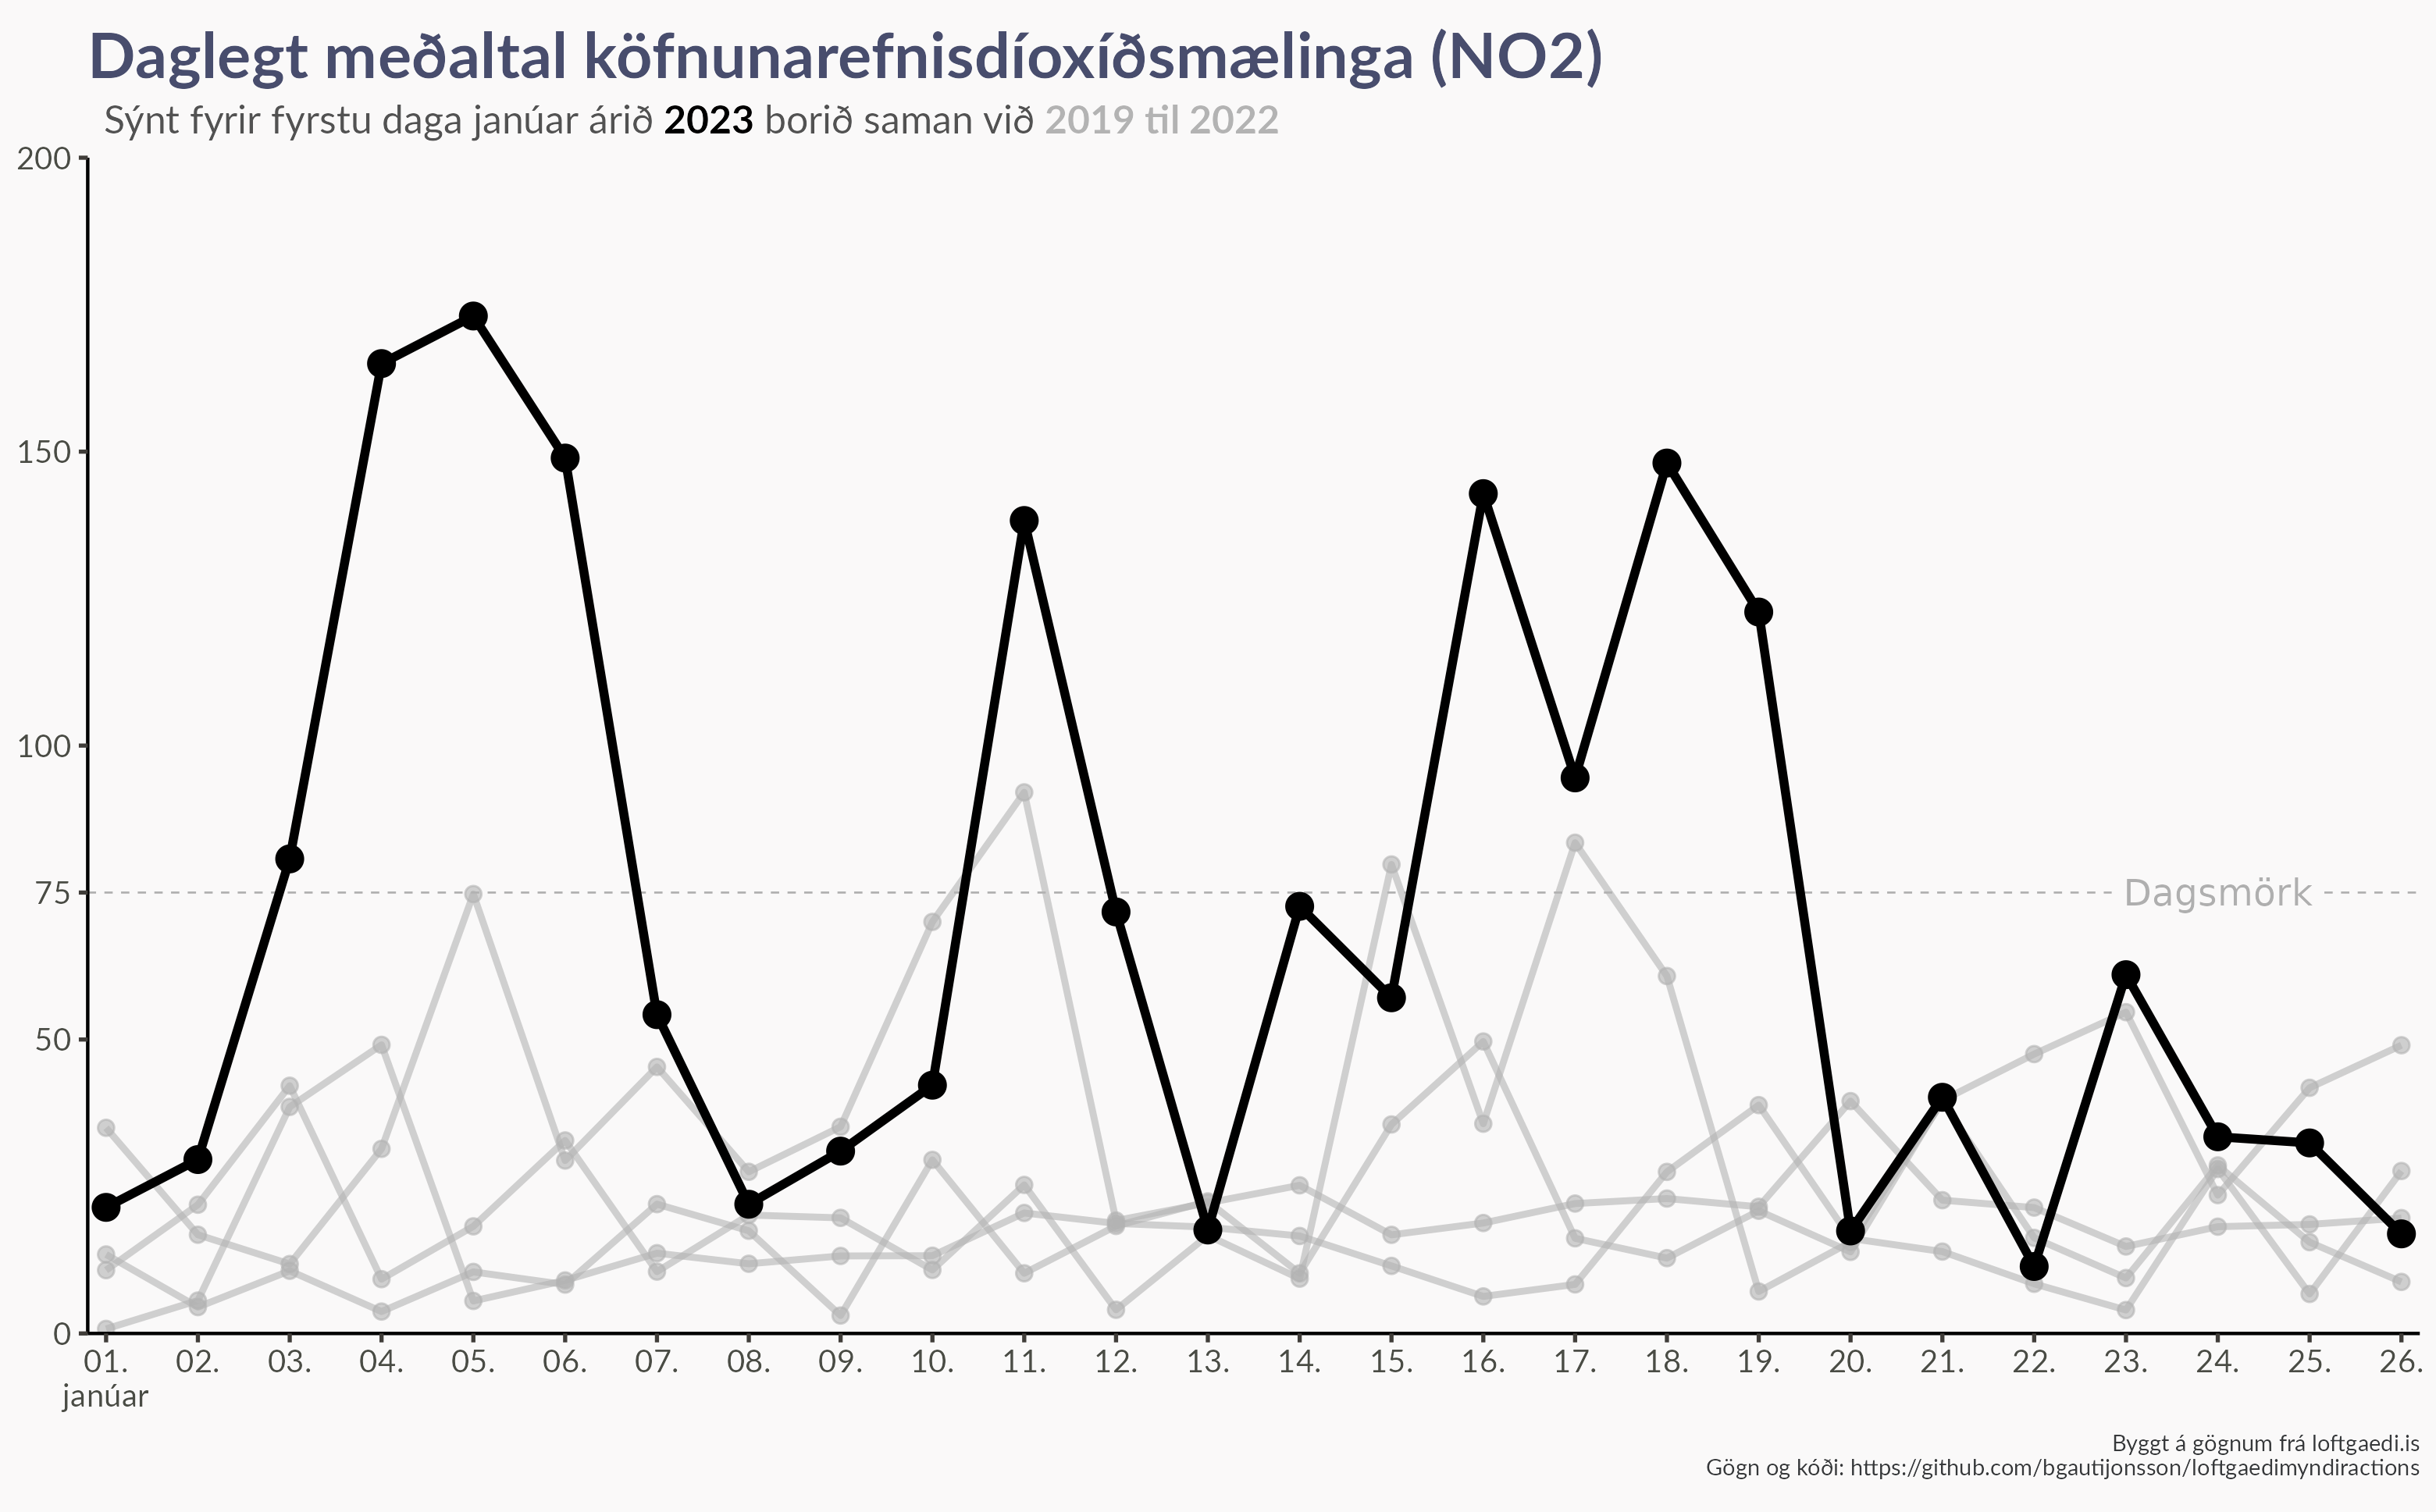 Daglegt meðaltal köfnunarefnisdíoxíðsmælinga (NO2)
Sýnt fyrir fyrstu daga janúar árið 2023 borið saman við 2019 til 2022
200
150
100
75
50
0
Dagsmörk
01. 02. 03. 04. 05. 06. 07. 08. 09. 10. 11. 12. 13. 14. 15. 16. 17. 18. 19. 20. 21. 22. 23. 24. 25. 26.
janúar
Byggt á gögnum frá loftgaedi.is
Gögn og kóði: https://github.com/bgautijonsson/loftgaedimyndiractions